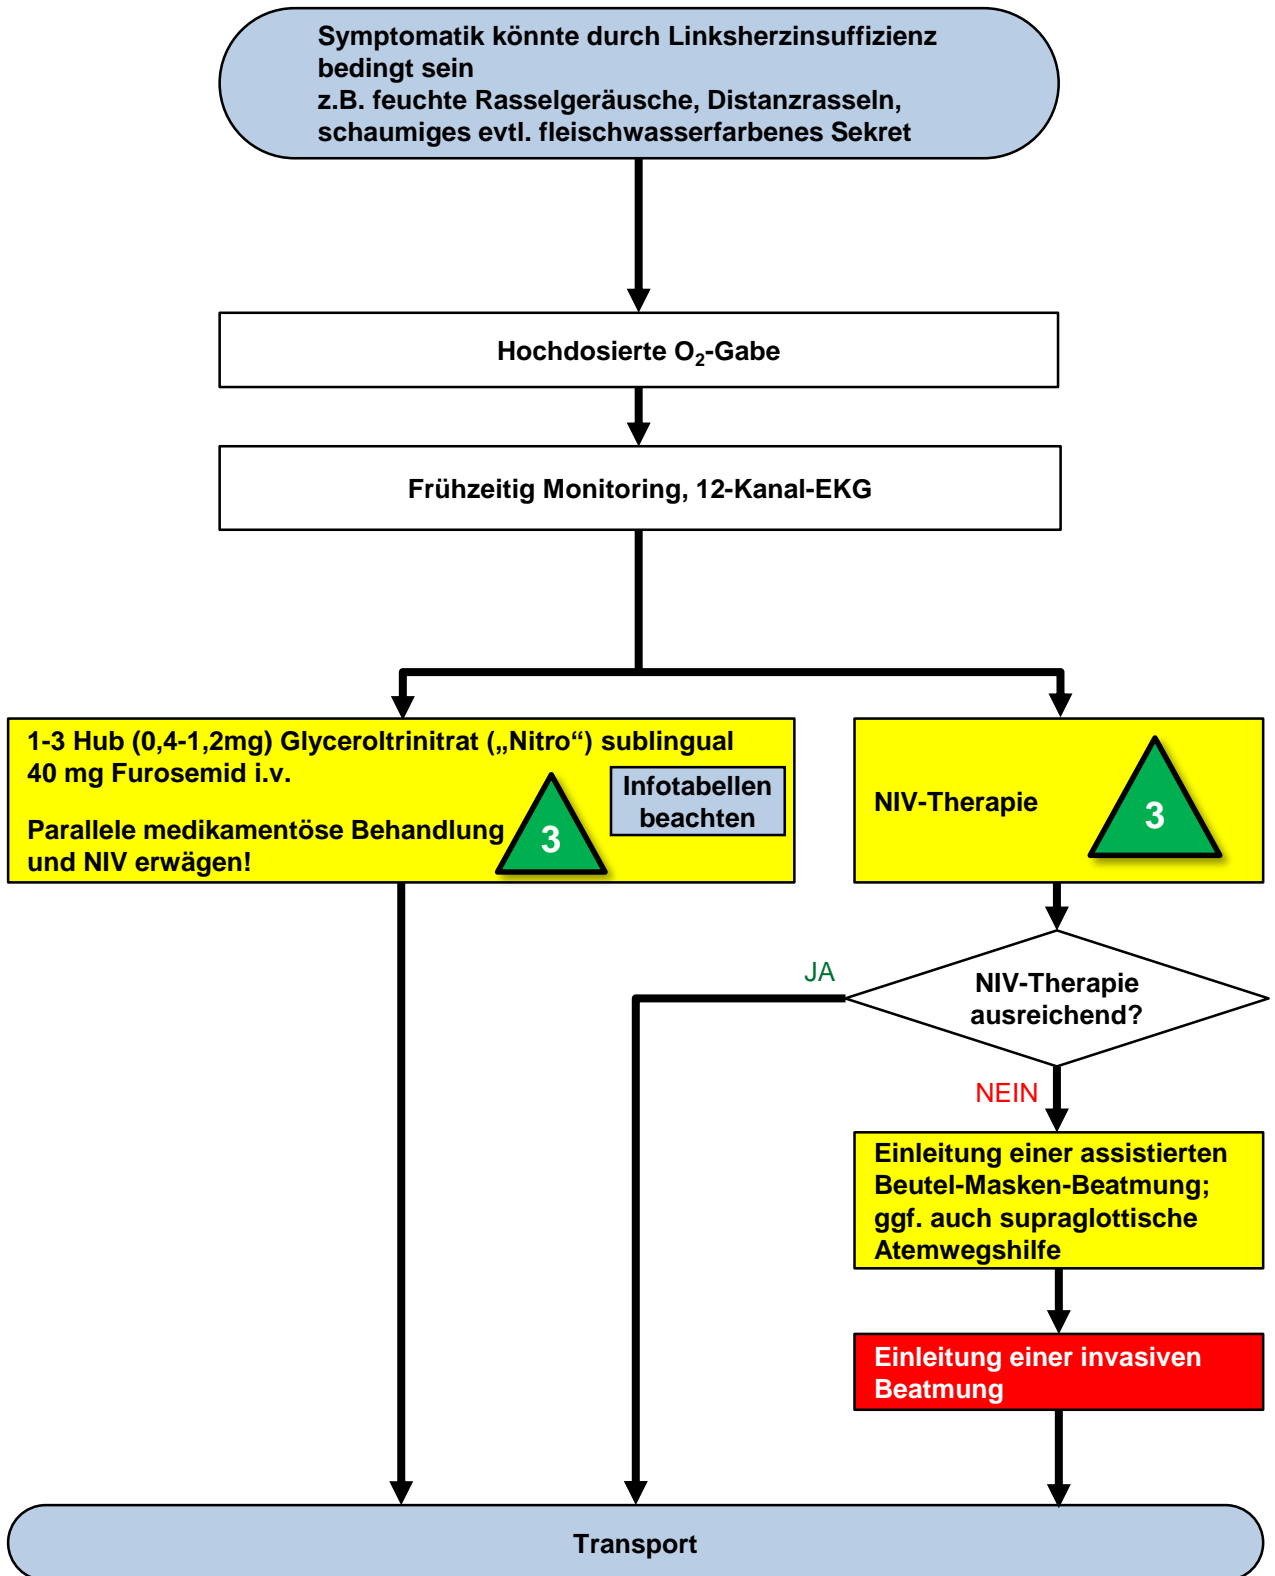 Symptomatik könnte durch Linksherzinsuffizienz
bedingt sein
z.B. feuchte Rasselgeräusche, Distanzrasseln,
schaumiges evtl. fleischwasserfarbenes Sekret
Hochdosierte O₂-Gabe
Frühzeitig Monitoring, 12-Kanal-EKG
1-3 Hub (0,4-1,2mg) Glyceroltrinitrat („Nitro“) sublingual
40 mg Furosemid i.v.
Infotabellen
beachten
Parallele medikamentöse Behandlung
und NIV erwägen!
3
NIV-Therapie
3
JA
NIV-Therapie
ausreichend?
NEIN
Einleitung einer assistierten
Beutel-Masken-Beatmung;
ggf. auch supraglottische
Atemwegshilfe
Einleitung einer invasiven
Beatmung
Transport